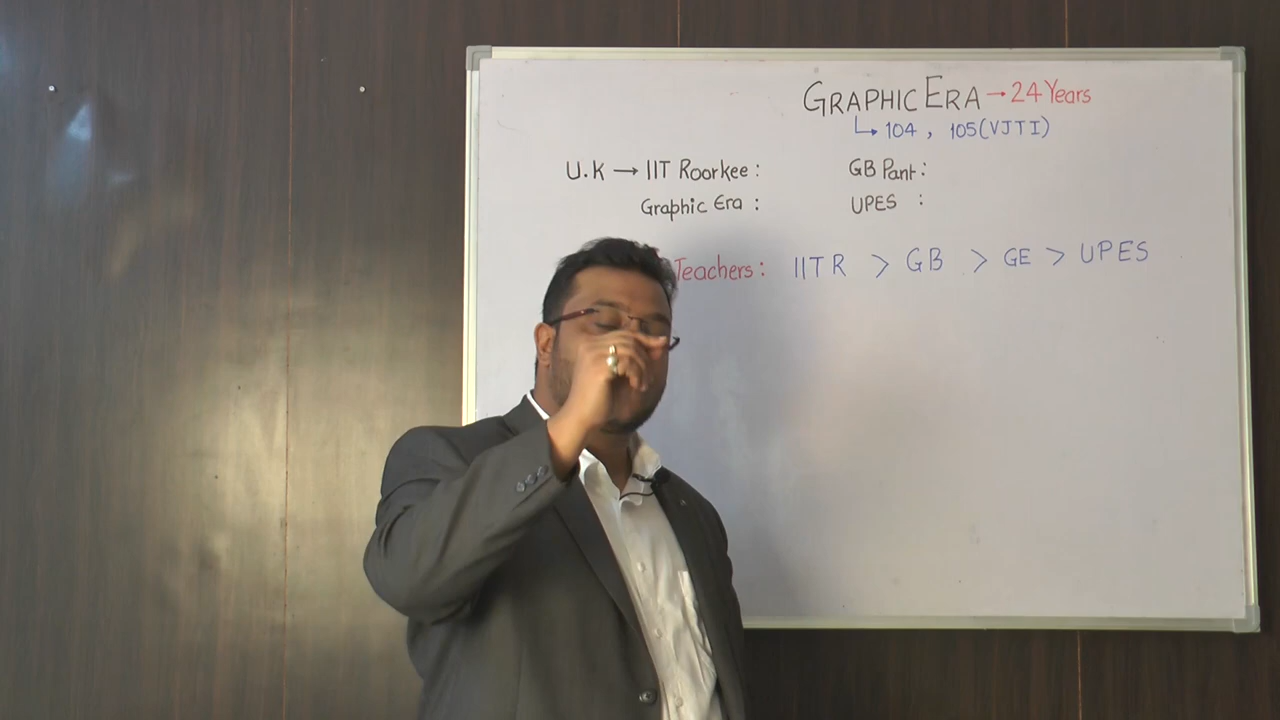 GRAPHIC ERA → 24 Years
↳ 104 , 105(VJTI)
U.K → IIT Roorkee : GB Pant :
Graphic Era : UPES :
Teachers : IITR > GB > GE > UPES